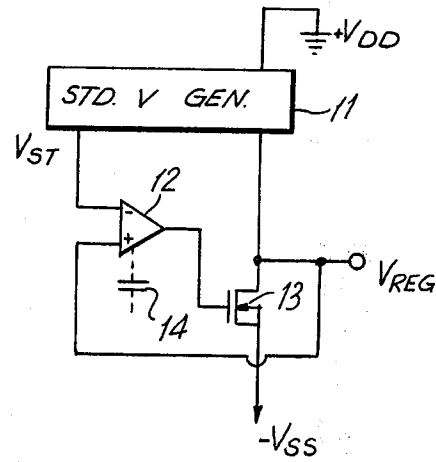 +VDD
STD. V GEN.
11
VST
12
-
+
14
13
VREG
-VSS